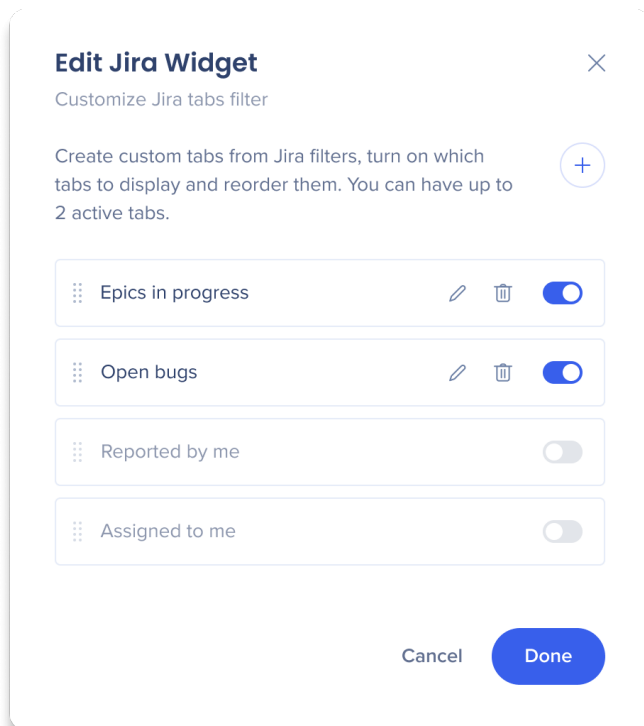 Edit Jira Widget
Customize Jira tabs filter
Create custom tabs from Jira filters, turn on which
tabs to display and reorder them. You can have up to
2 active tabs.
Epics in progress
Open bugs
Reported by me
Assigned to me
Cancel
Done